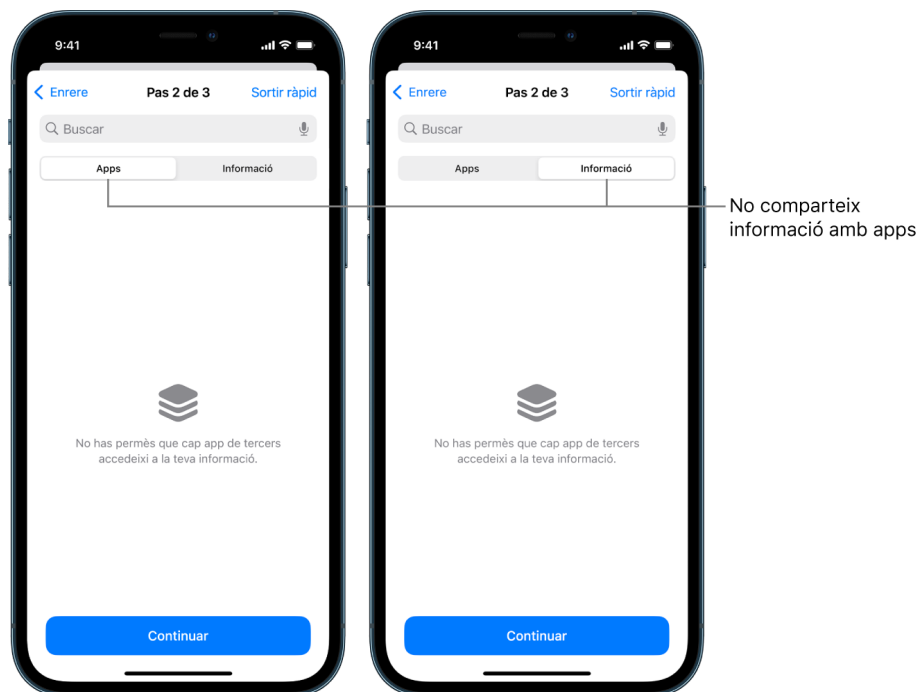 9:41
Enrere
Pas 2 de 3
Sortir ràpid
Buscar
Apps
Informació
No has permès que cap app de tercers
accedeixi a la teva informació.
Continuar
9:41
Enrere
Pas 2 de 3
Sortir ràpid
Buscar
Apps
Informació
No has permès que cap app de tercers
accedeixi a la teva informació.
Continuar
No comparteix
informació amb apps